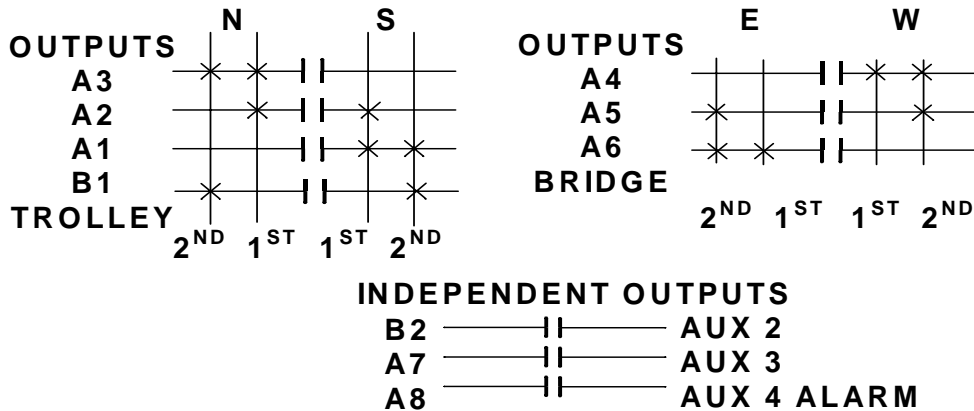 N S
OUTPUTS
A3
A2
A1
B1
TROLLEY
2ND 1ST 1ST 2ND
E W
OUTPUTS
A4
A5
A6
BRIDGE
2ND 1ST 1ST 2ND
INDEPENDENT OUTPUTS
B2 AUX 2
A7 AUX 3
A8 AUX 4 ALARM